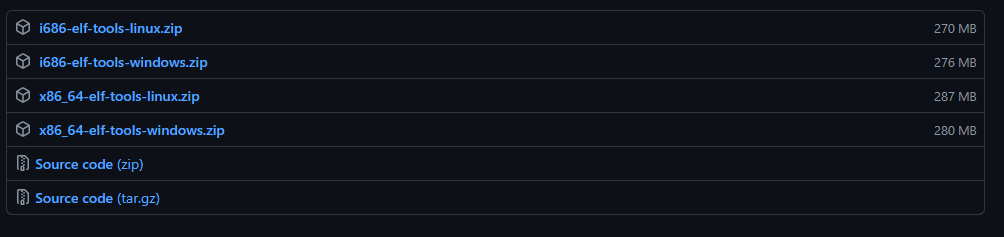 i686-elf-tools-linux.zip 270 MB
i686-elf-tools-windows.zip 276 MB
x86_64-elf-tools-linux.zip 287 MB
x86_64-elf-tools-windows.zip 280 MB
Source code (zip)
Source code (tar.gz)